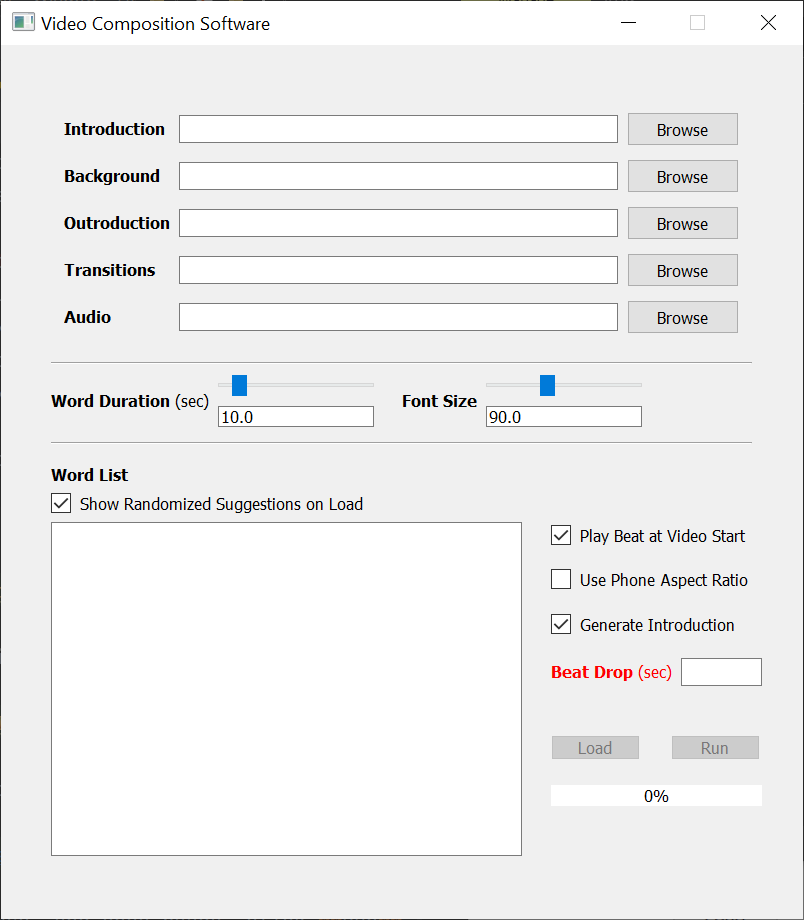 Video Composition Software
Introduction Browse
Background Browse
Outroduction Browse
Transitions Browse
Audio Browse
Word Duration (sec) 10.0 Font Size 90.0
Word List
Show Randomized Suggestions on Load
Play Beat at Video Start
Use Phone Aspect Ratio
Generate Introduction
Beat Drop (sec)
Load Run
0%